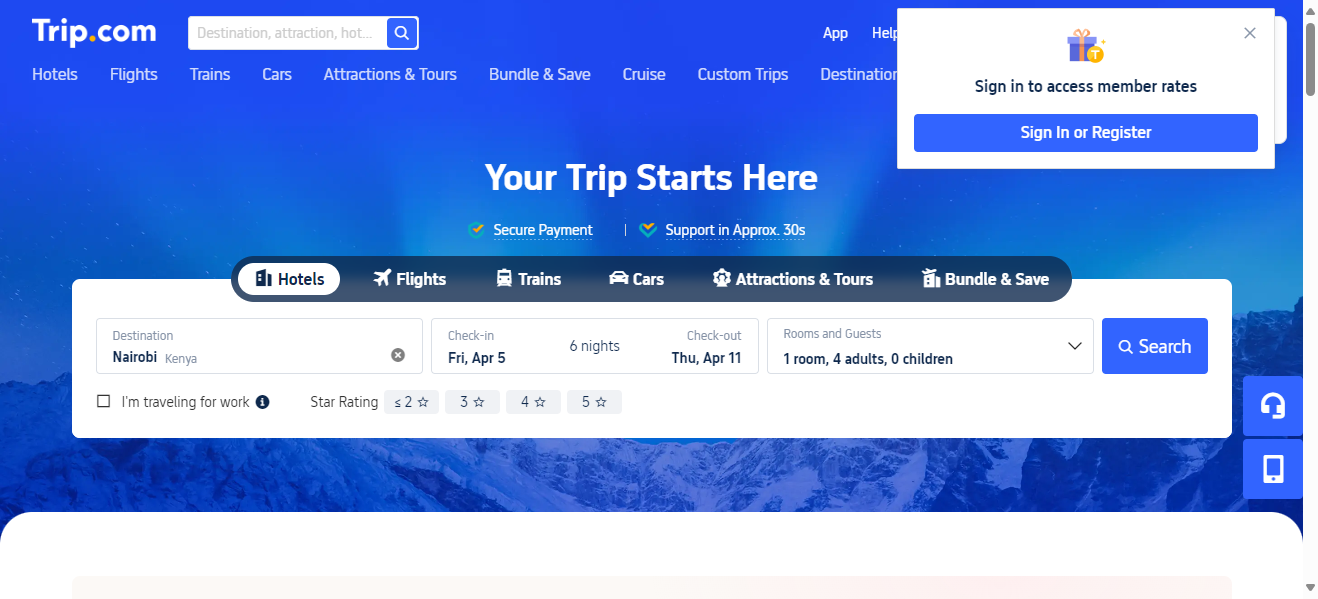 Trip.com
Destination, attraction, hot...
App
Help
Sign in to access member rates
Sign In or Register
Hotels Flights Trains Cars Attractions & Tours Bundle & Save Cruise Custom Trips Destination
Your Trip Starts Here
Secure Payment | Support in Approx. 30s
Hotels Flights Trains Cars Attractions & Tours Bundle & Save
Destination
Nairobi Kenya
Check-in
Fri, Apr 5
6 nights
Check-out
Thu, Apr 11
Rooms and Guests
1 room, 4 adults, 0 children
Search
I'm traveling for work
Star Rating ≤ 2 3 4 5